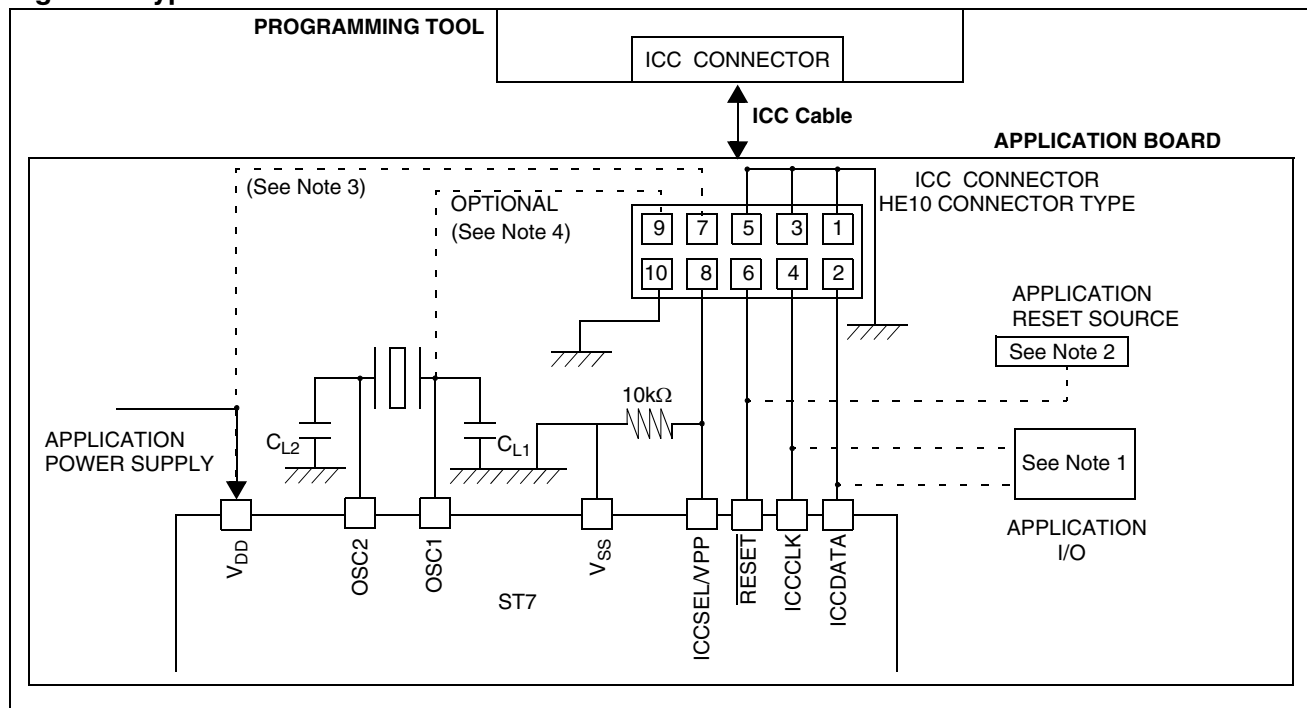 PROGRAMMING TOOL
ICC CONNECTOR
ICC Cable
APPLICATION BOARD
(See Note 3)
OPTIONAL
(See Note 4)
ICC CONNECTOR
HE10 CONNECTOR TYPE
9 7 5 3 1
10 8 6 4 2
APPLICATION
RESET SOURCE
See Note 2
10kΩ
APPLICATION
POWER SUPPLY
CL2
CL1
See Note 1
APPLICATION
I/O
VDD
OSC2
OSC1
VSS
ICCSEL/VPP
RESET
ICCCLK
ICCDATA
ST7